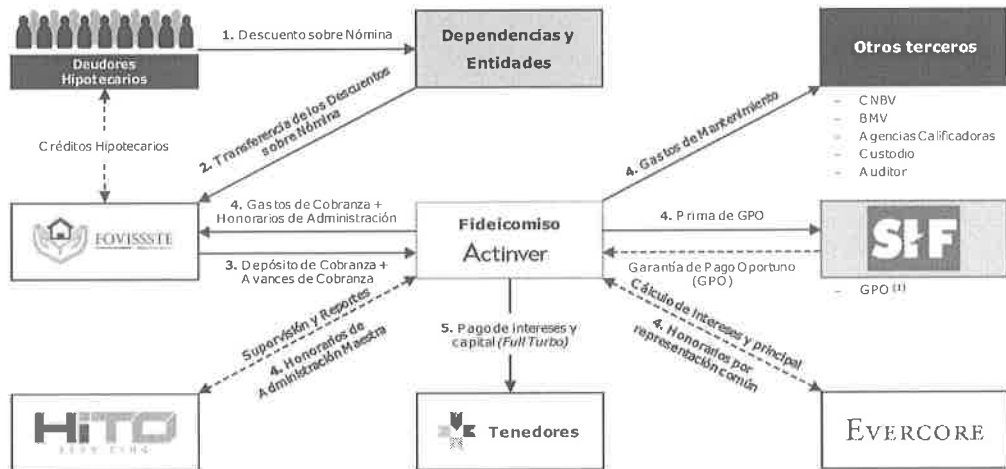 1. Descuento sobre Nómina
Dependencias y
Entidades
Otros terceros
Deudores
Hipotecarios
2. Transferencia de los Descuentos
sobre Nómina
4. Gastos de Mantenimiento
– CNBV
– BMV
– Agencias Calificadoras
– Custodio
– Auditor
Créditos Hipotecarios
4. Gastos de Cobranza +
Honorarios de Administración
Fideicomiso
Actinver
4. Prima de GPO
SHF
FOVISSSTE
3. Depósito de Cobranza +
Avances de Cobranza
Garantía de Pago Oportuno
(GPO)
– GPO (1)
Supervisión y Reportes
4. Honorarios de
Administración Maestra
5. Pago de intereses y
capital (Full Turbo)
Cálculo de Intereses y principal
4. Honorarios por
representación común
HiTO
Tenedores
EVERCORE